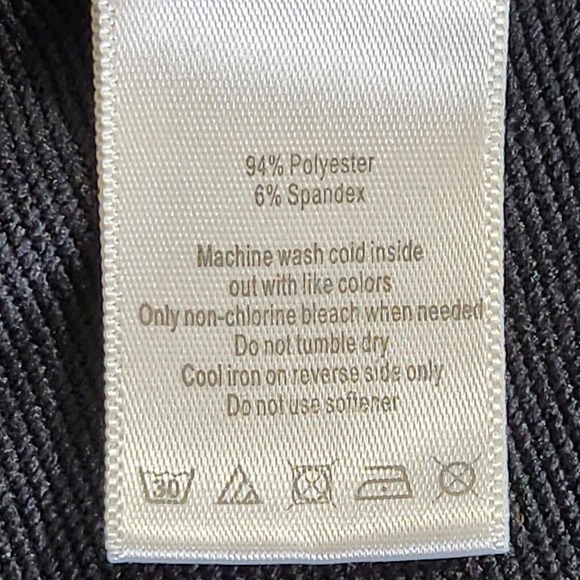 94% Polyester
6% Spandex
Machine wash cold inside
out with like colors
Only non-chlorine bleach when needed
Do not tumble dry
Cool iron on reverse side only
Do not use softener
30